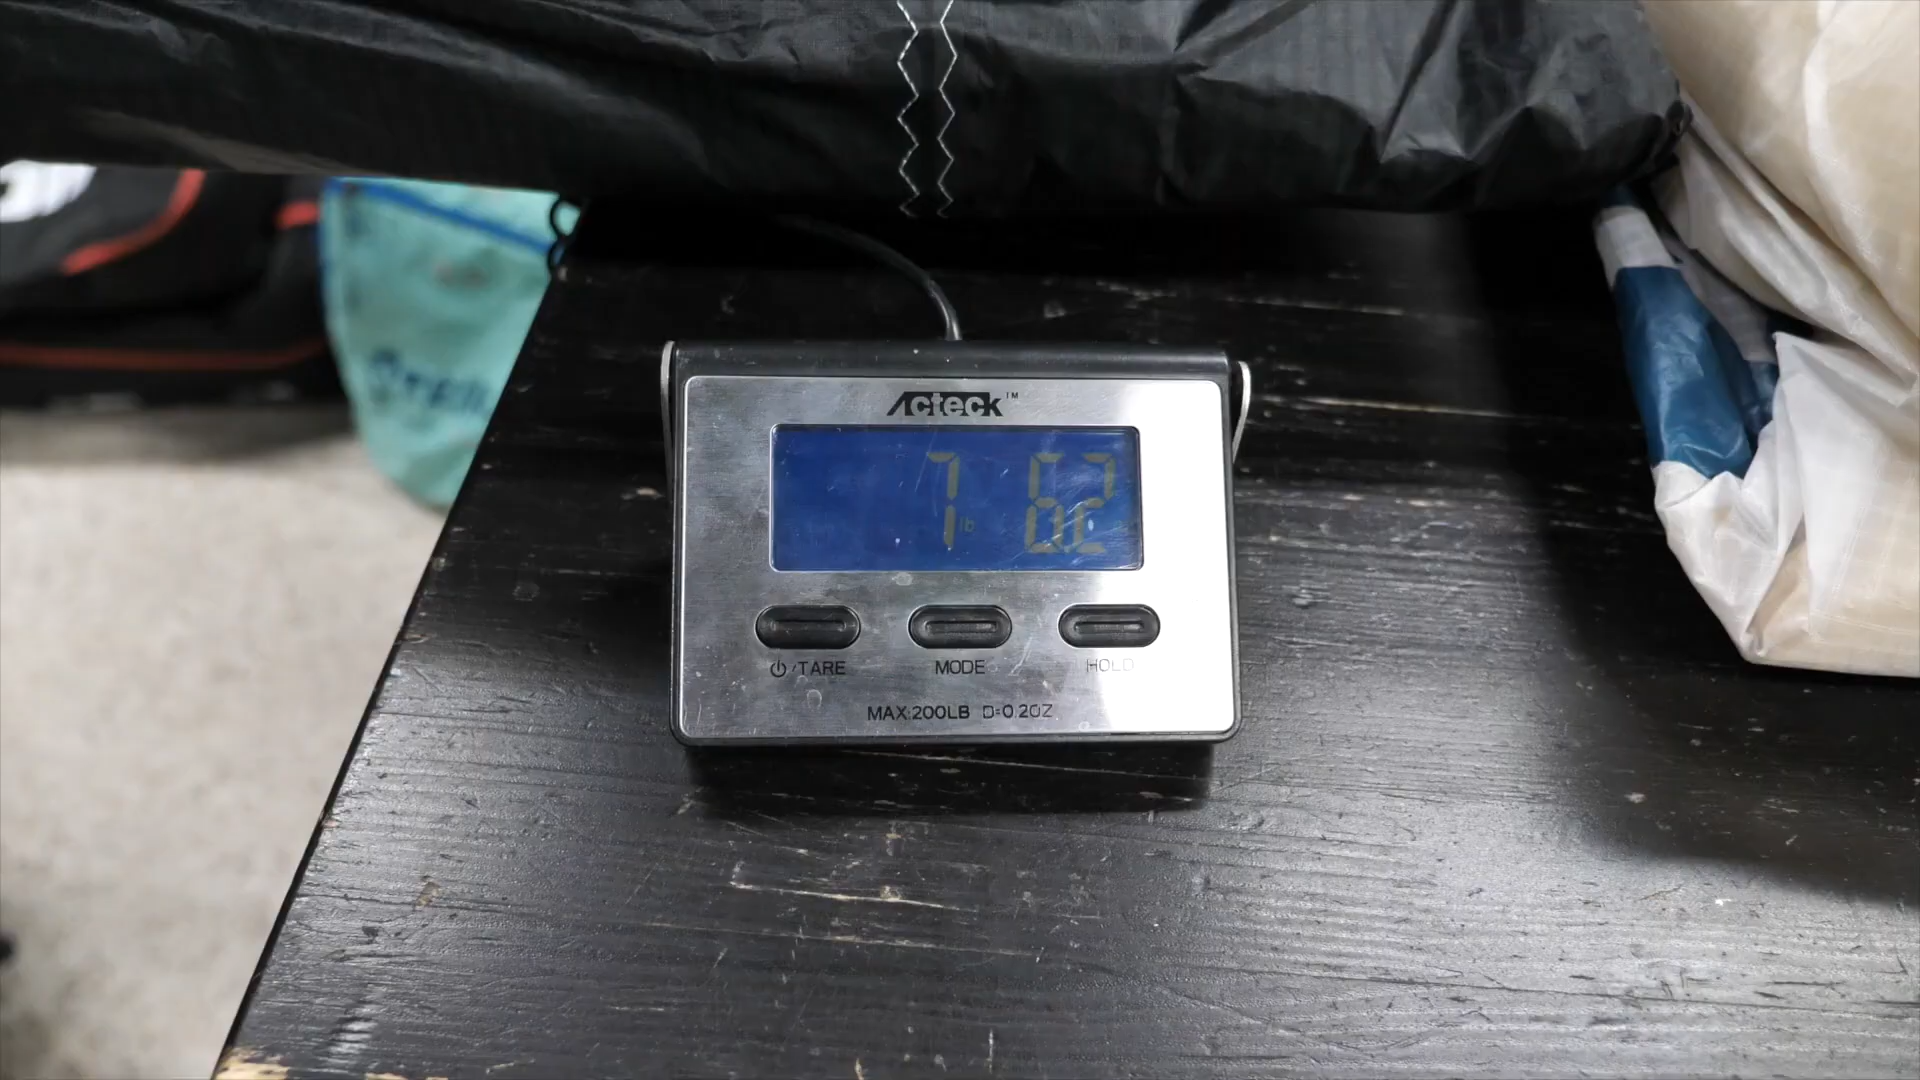 Acteck™
7 lb 6.2
⏻/TARE MODE HOLD
MAX:200LB D=0.2OZ